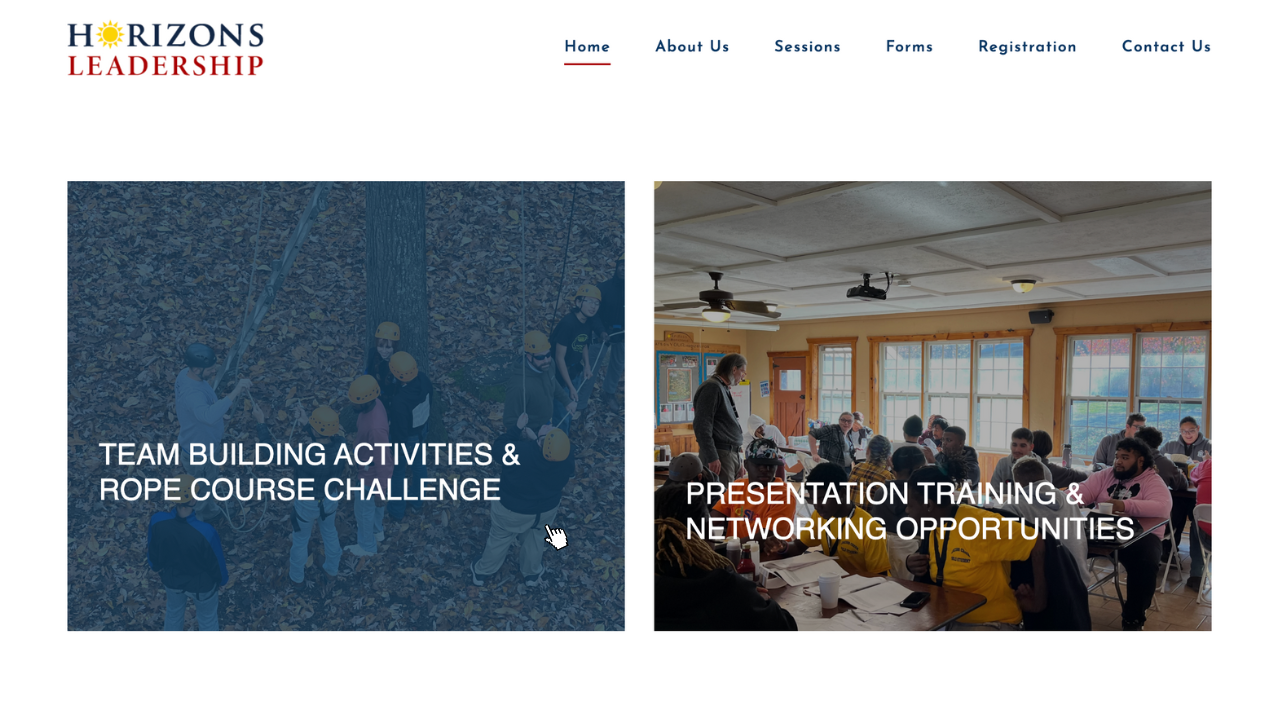 HORIZONS
LEADERSHIP
Home
About Us
Sessions
Forms
Registration
Contact Us
TEAM BUILDING ACTIVITIES &
ROPE COURSE CHALLENGE
PRESENTATION TRAINING &
NETWORKING OPPORTUNITIES